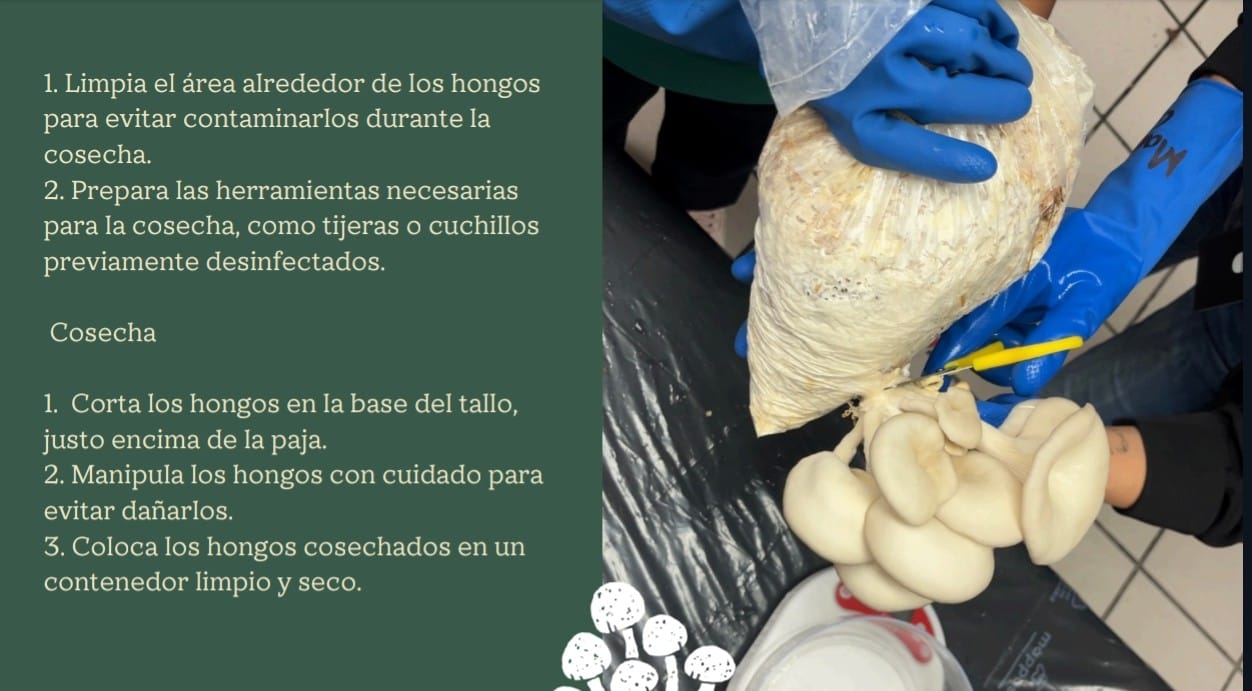 1. Limpia el área alrededor de los hongos
para evitar contaminarlos durante la
cosecha.
2. Prepara las herramientas necesarias
para la cosecha, como tijeras o cuchillos
previamente desinfectados.
Cosecha
1. Corta los hongos en la base del tallo,
justo encima de la paja.
2. Manipula los hongos con cuidado para
evitar dañarlos.
3. Coloca los hongos cosechados en un
contenedor limpio y seco.